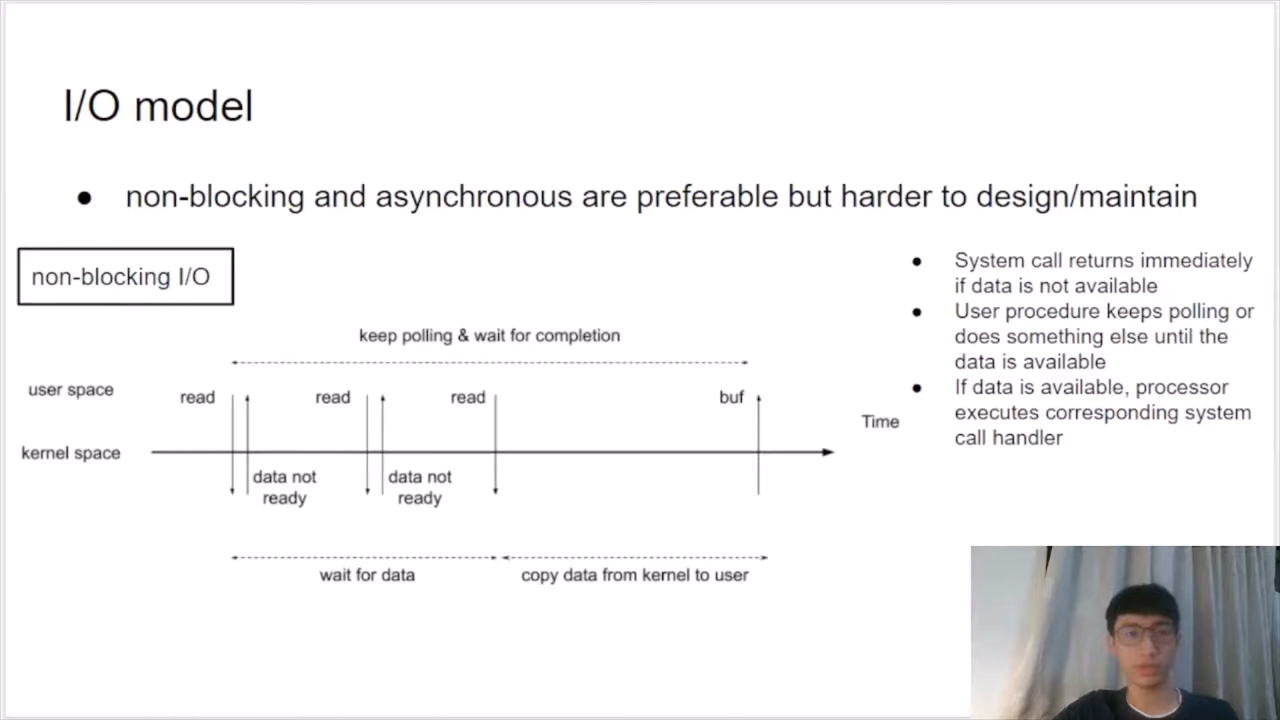 I/O model
● non-blocking and asynchronous are preferable but harder to design/maintain
non-blocking I/O
● System call returns immediately
if data is not available
● User procedure keeps polling or
does something else until the
data is available
● If data is available, processor
executes corresponding system
call handler
keep polling & wait for completion
user space
read
read
read
buf
Time
kernel space
data not
ready
data not
ready
wait for data
copy data from kernel to user